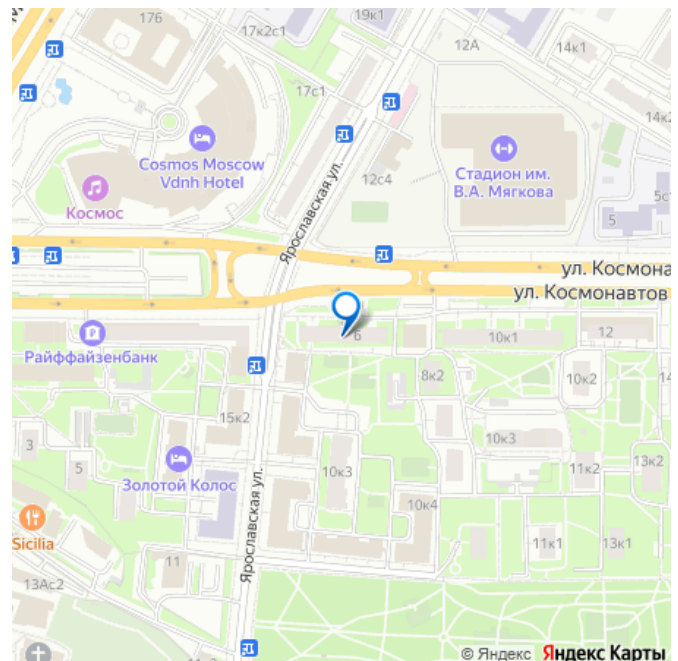 176
17к2с1
19к1
12А
14к1
17с1
14к2
Cosmos Moscow
Vdnh Hotel
Стадион им.
В.А. Мягкова
12с4
Космос
Ярославская ул.
5
ул. Космона
ул. Космонавтов
Райффайзенбанк
6
10к1
12
8к2
10к2
15к2
3
5
Золотой Колос
10к3
10к3
11к2
13к2
Sicilia
10к4
Ярославская ул.
11
11к1
13к1
13Ас2
© Яндекс Яндекс Карты